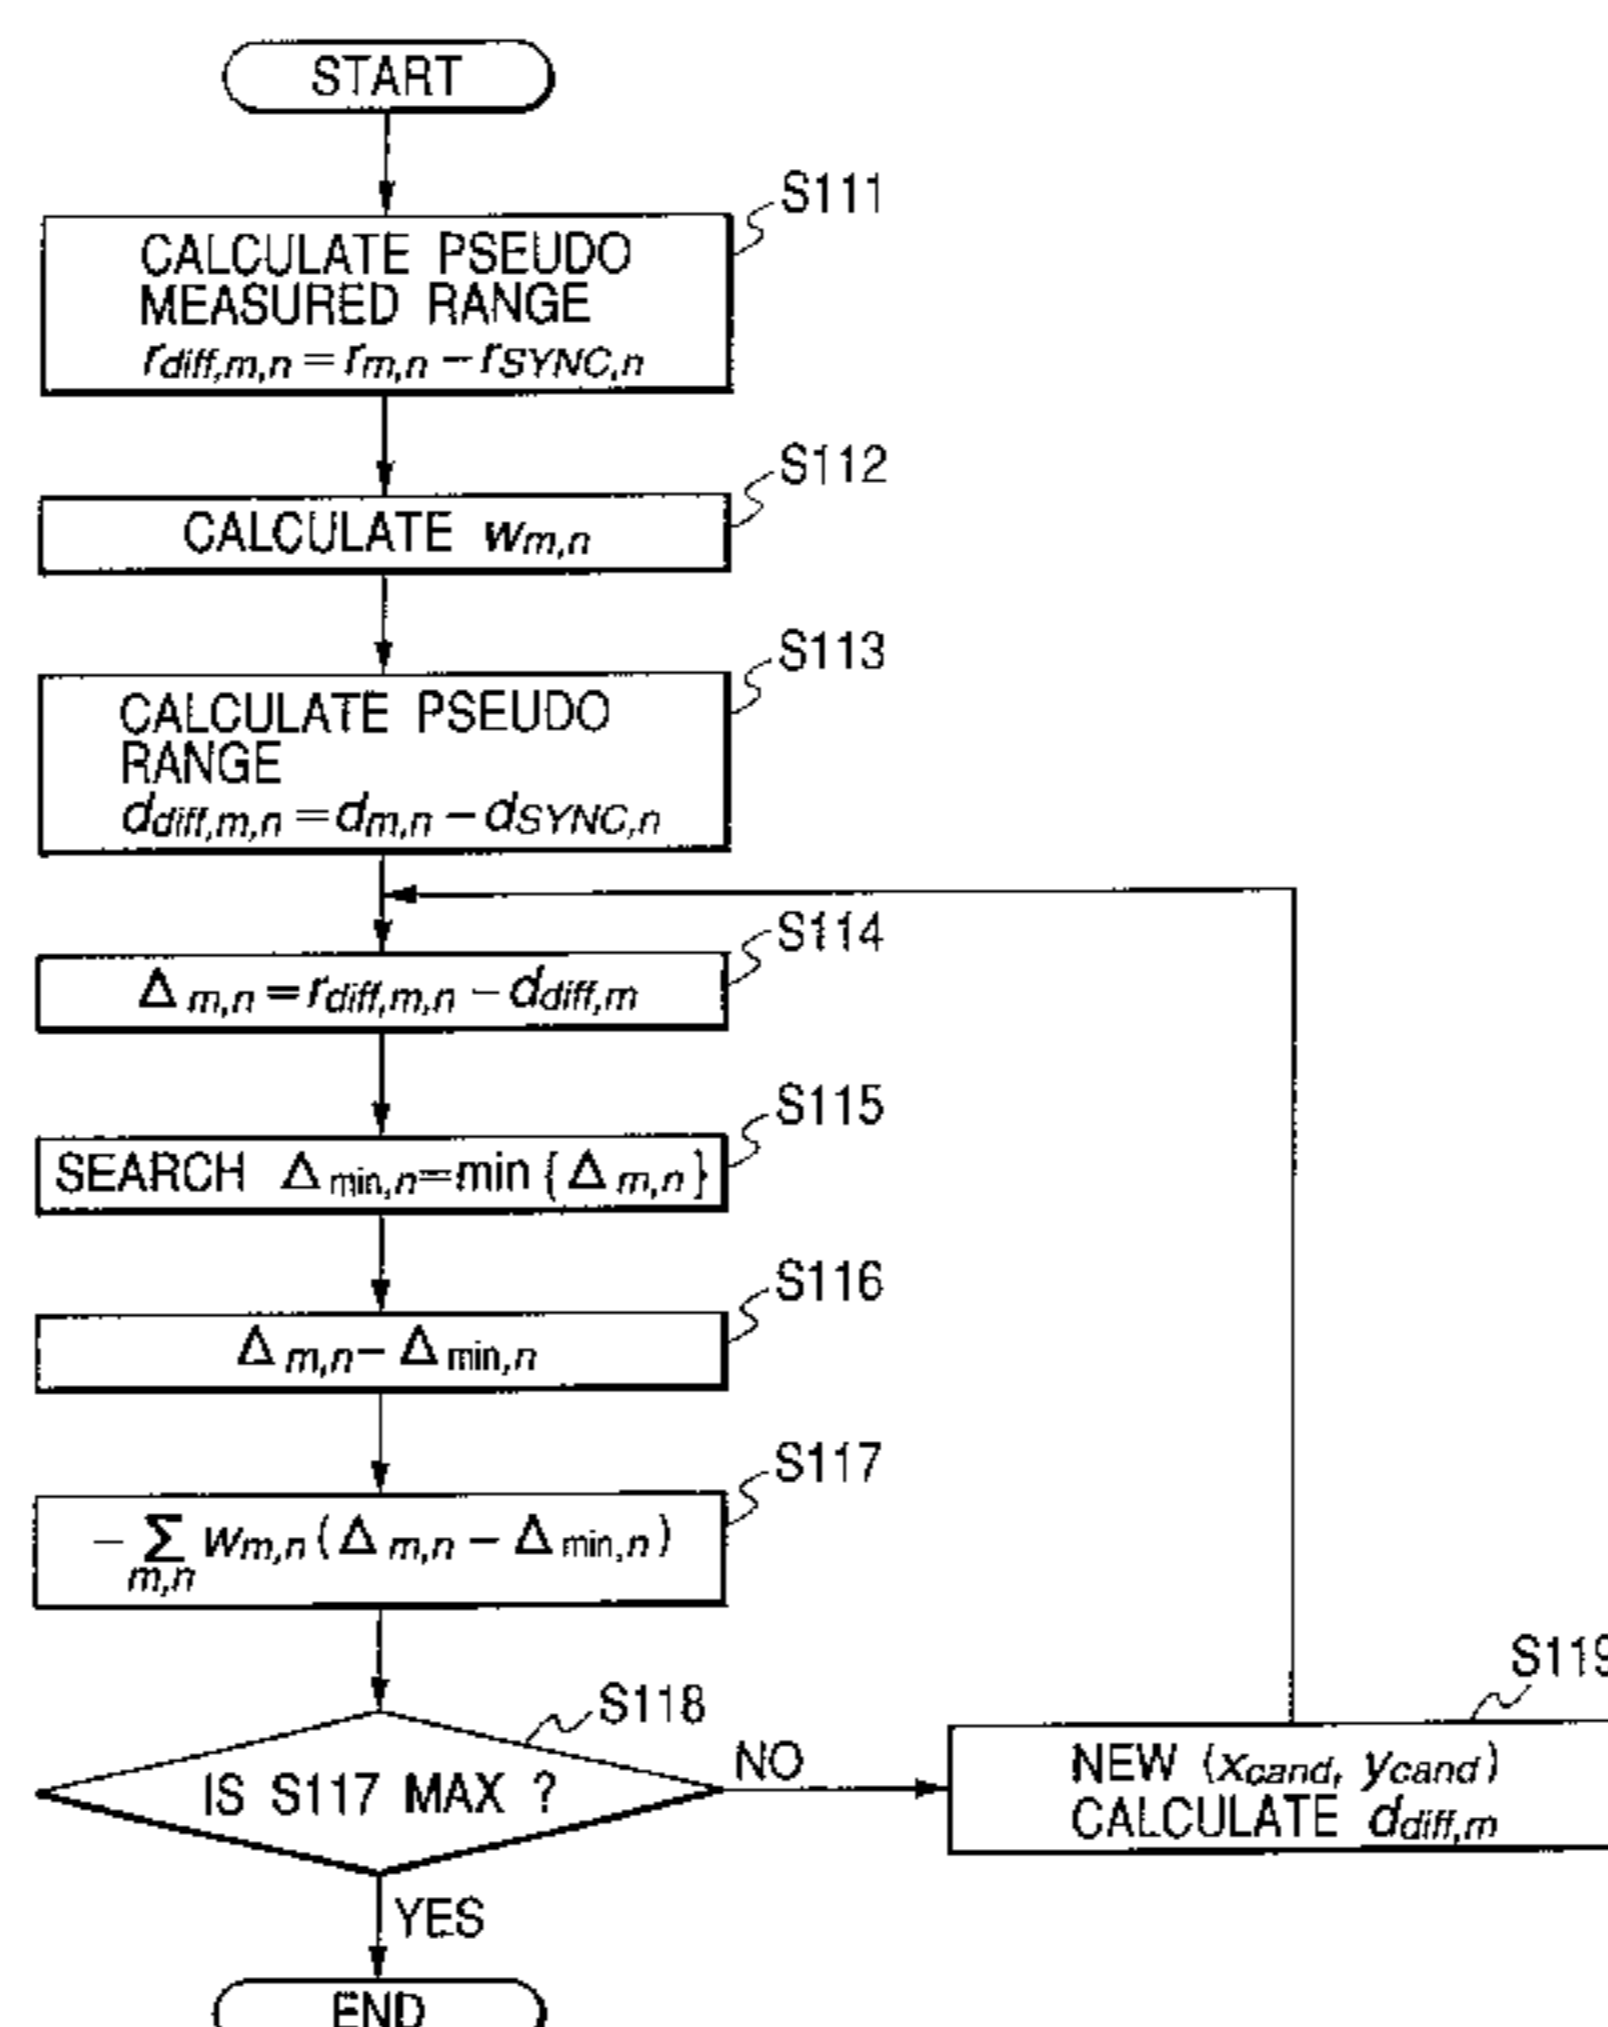 START
S111
CALCULATE PSEUDO
MEASURED RANGE
r_diff,m,n = r_m,n − r_SYNC,n
S112
CALCULATE w_m,n
S113
CALCULATE PSEUDO
RANGE
d_diff,m,n = d_m,n − d_SYNC,n
S114
Δ_m,n = r_diff,m,n − d_diff,m
S115
SEARCH Δ_min,n = min { Δ_m,n }
S116
Δ_m,n − Δ_min,n
S117
− Σ_m,n w_m,n ( Δ_m,n − Δ_min,n )
S118
IS S117 MAX ?
NO
S119
NEW (x_cand, y_cand)
CALCULATE d_diff,m
YES
END